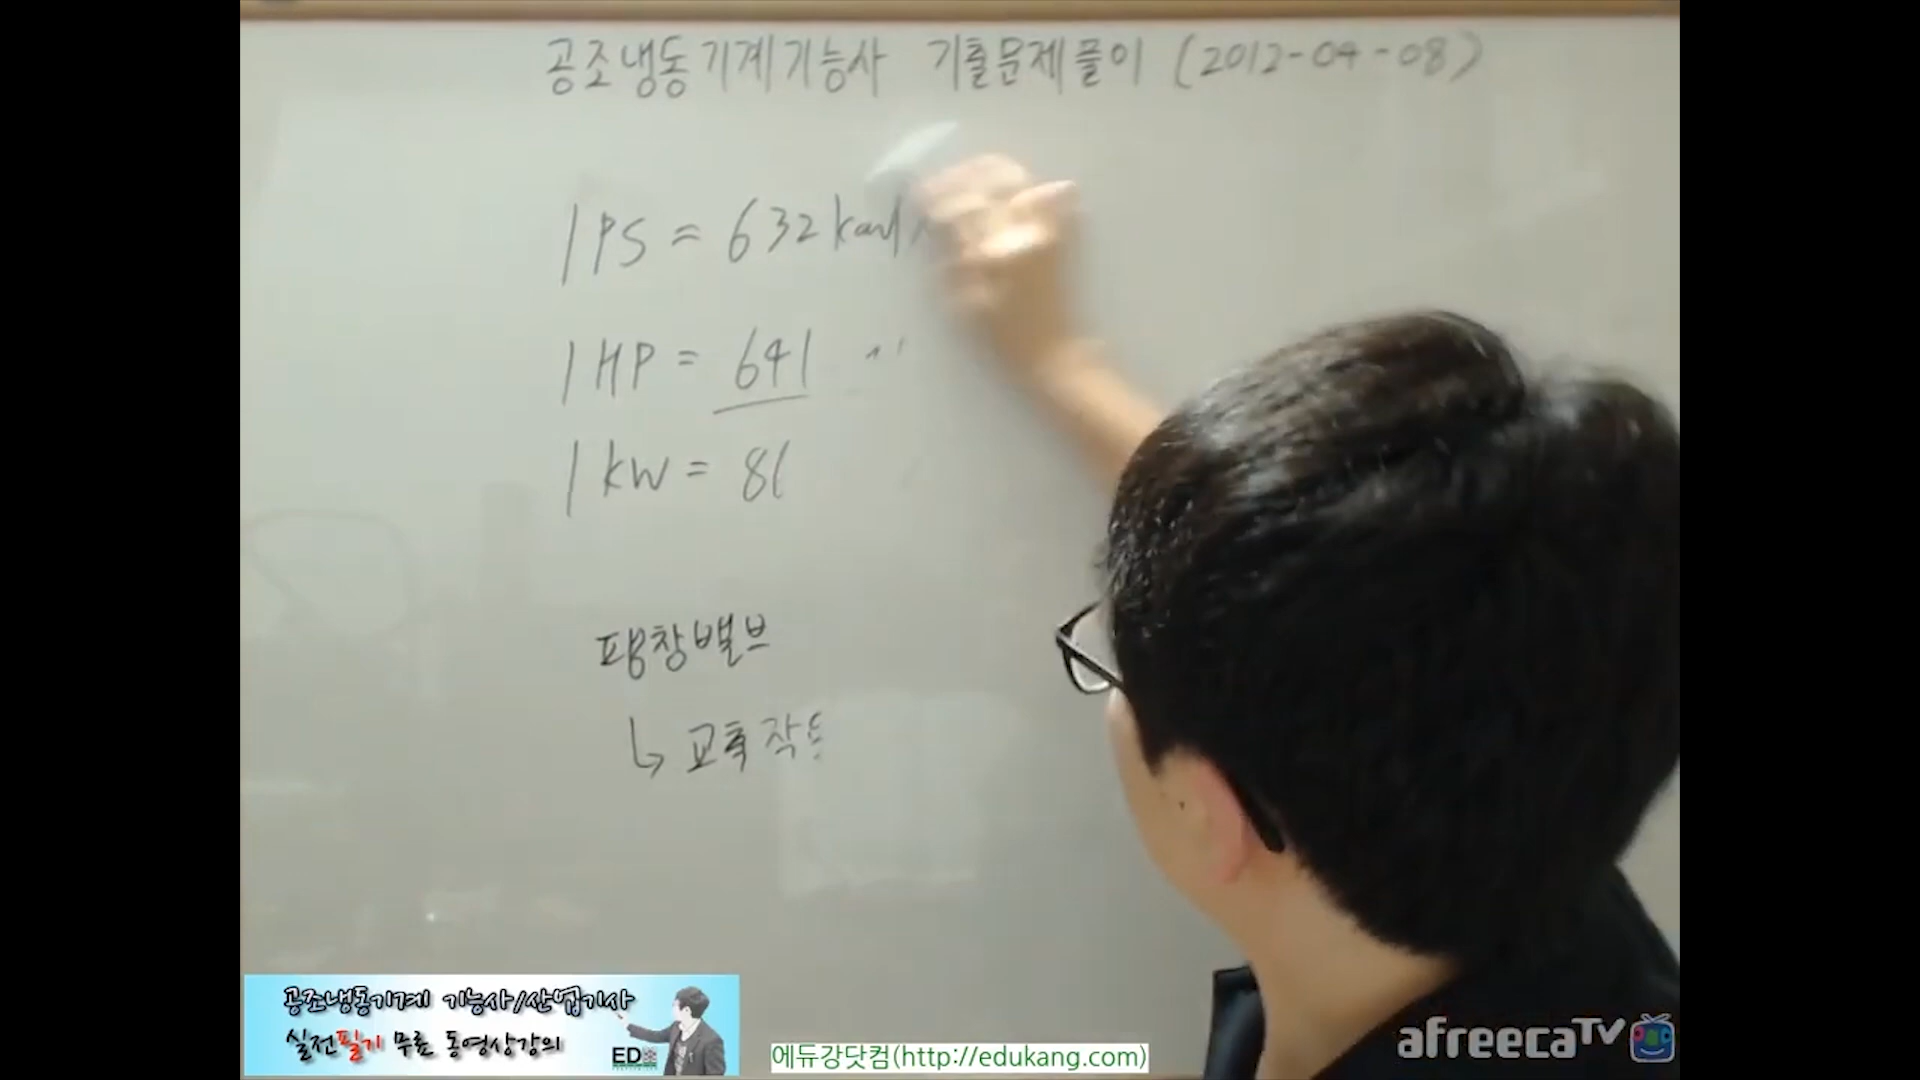 공조냉동기계기능사 기출문제풀이 (2012-04-08)
1PS = 632kcal
1HP = 641 〃
1kW = 86
팽창밸브
↳ 교축작
공조냉동기계 기능사/산업기사
실전필기 무료 동영상강의
에듀강닷컴(http://edukang.com)
afreecaTV